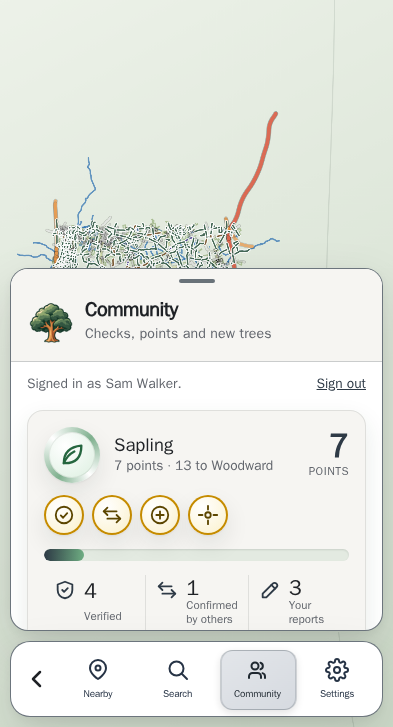 Community
Checks, points and new trees
Signed in as Sam Walker.
Sign out
Sapling
7 points · 13 to Woodward
7
POINTS
4
Verified
1
Confirmed
by others
3
Your
reports
Nearby
Search
Community
Settings